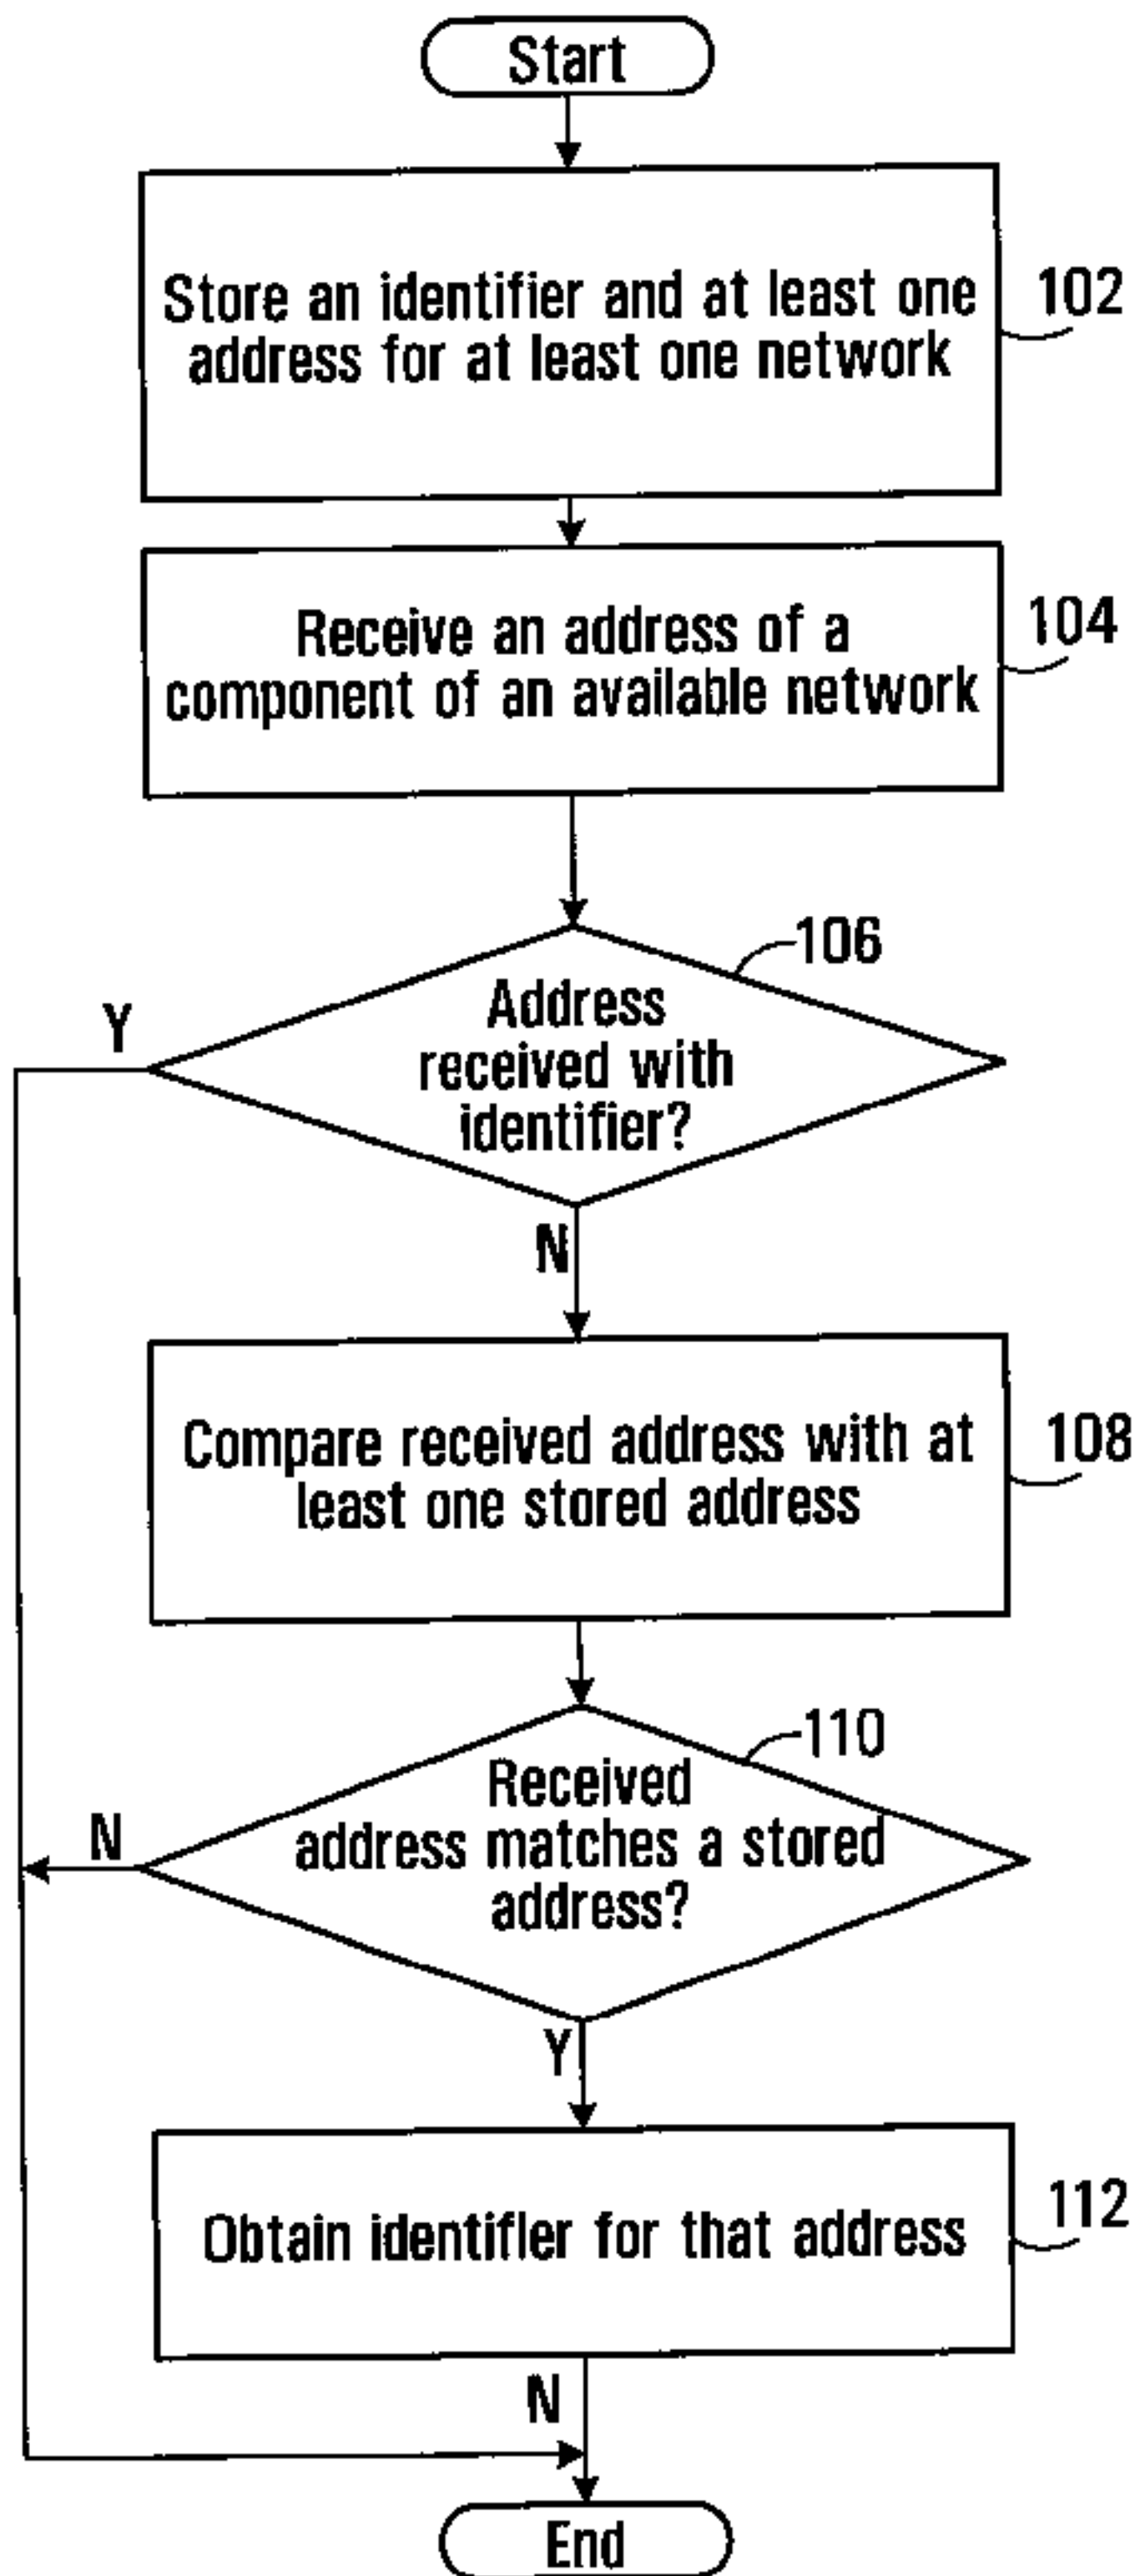 Start
Store an identifier and at least one
address for at least one network
102
Receive an address of a
component of an available network
104
106
Address
received with
identifier?
Y
N
Compare received address with at
least one stored address
108
110
Received
address matches a stored
address?
N
Y
Obtain identifier for that address
112
N
End